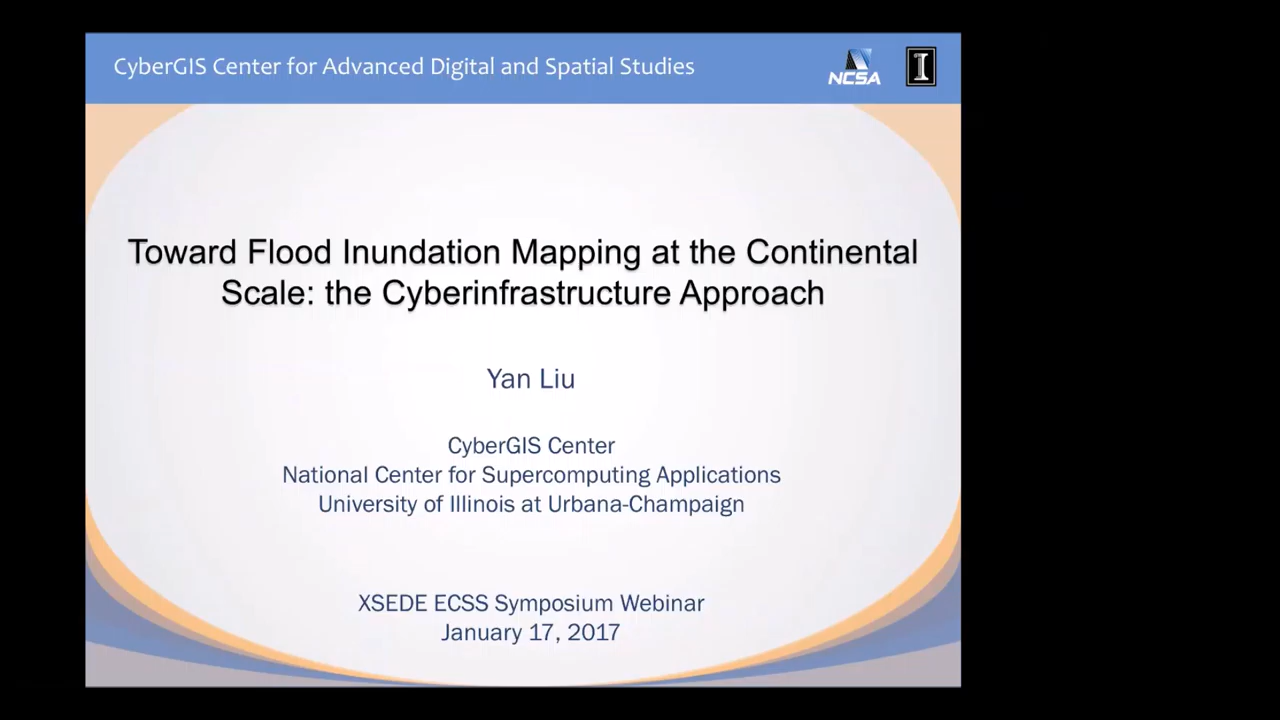 CyberGIS Center for Advanced Digital and Spatial Studies
NCSA
I
Toward Flood Inundation Mapping at the Continental
Scale: the Cyberinfrastructure Approach
Yan Liu
CyberGIS Center
National Center for Supercomputing Applications
University of Illinois at Urbana-Champaign
XSEDE ECSS Symposium Webinar
January 17, 2017